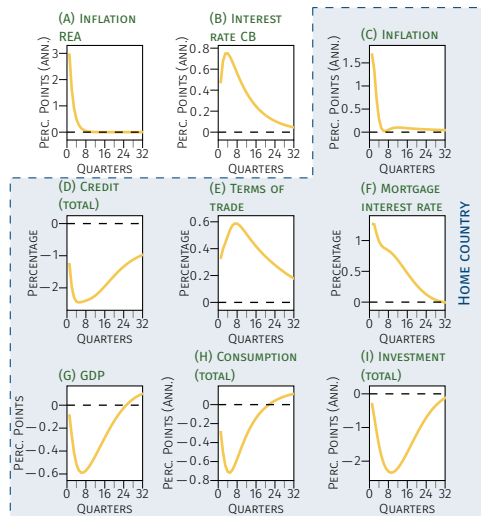 (A) Inflation
REA
Perc. Points (Ann.)
3
2
1
0
0 8 16 24 32
Quarters
(B) Interest
rate CB
Perc. Points (Ann.)
0.8
0.6
0.4
0.2
0
0 8 16 24 32
Quarters
(C) Inflation
Perc. Points (Ann.)
1.5
1
0.5
0
0 8 16 24 32
Quarters
(D) Credit
(total)
Percentage
0
−1
−2
0 8 16 24 32
Quarters
(E) Terms of
trade
Percentage
0.6
0.4
0.2
0
0 8 16 24 32
Quarters
(F) Mortgage
interest rate
Percentage
1
0.5
0
0 8 16 24 32
Quarters
Home country
(G) GDP
Perc. Points
0
−0.2
−0.4
−0.6
0 8 16 24 32
Quarters
(H) Consumption
(total)
Perc. Points (Ann.)
0
−0.2
−0.4
−0.6
−0.8
0 8 16 24 32
Quarters
(I) Investment
(total)
Perc. Points (Ann.)
0
−1
−2
0 8 16 24 32
Quarters